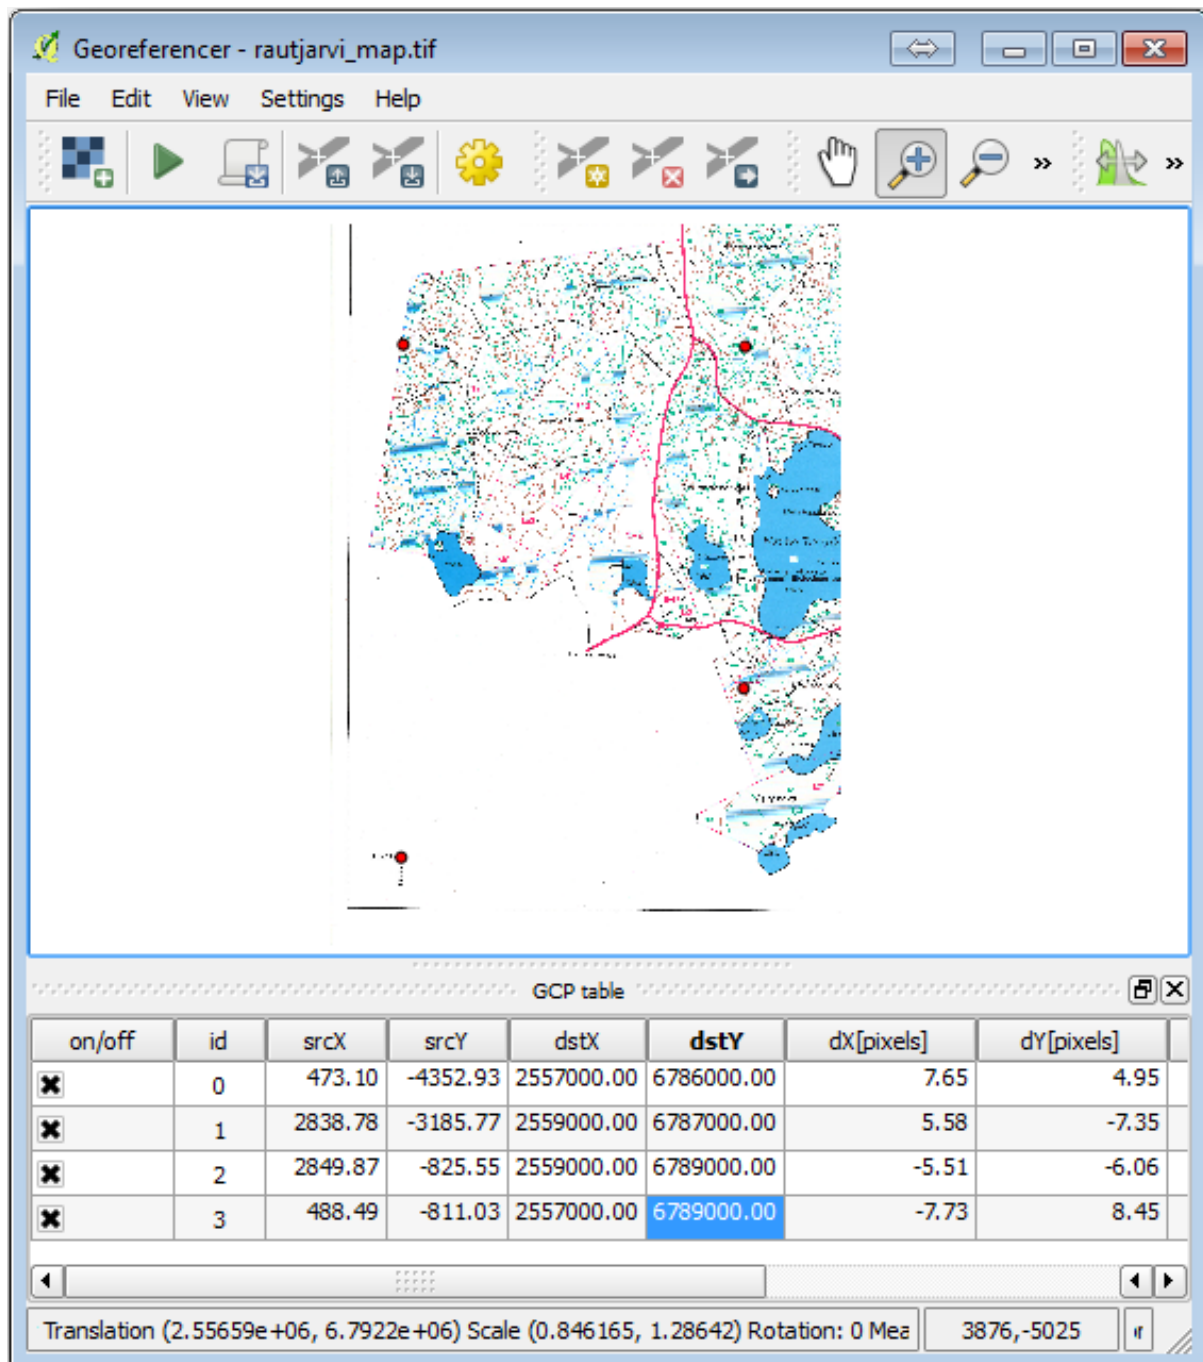 Georeferencer - rautjarvi_map.tif
File Edit View Settings Help
GCP table
on/off id srcX srcY dstX dstY dX[pixels] dY[pixels]
0 473.10 -4352.93 2557000.00 6786000.00 7.65 4.95
1 2838.78 -3185.77 2559000.00 6787000.00 5.58 -7.35
2 2849.87 -825.55 2559000.00 6789000.00 -5.51 -6.06
3 488.49 -811.03 2557000.00 6789000.00 -7.73 8.45
Translation (2.55659e+06, 6.7922e+06) Scale (0.846165, 1.28642) Rotation: 0 Mea 3876,-5025